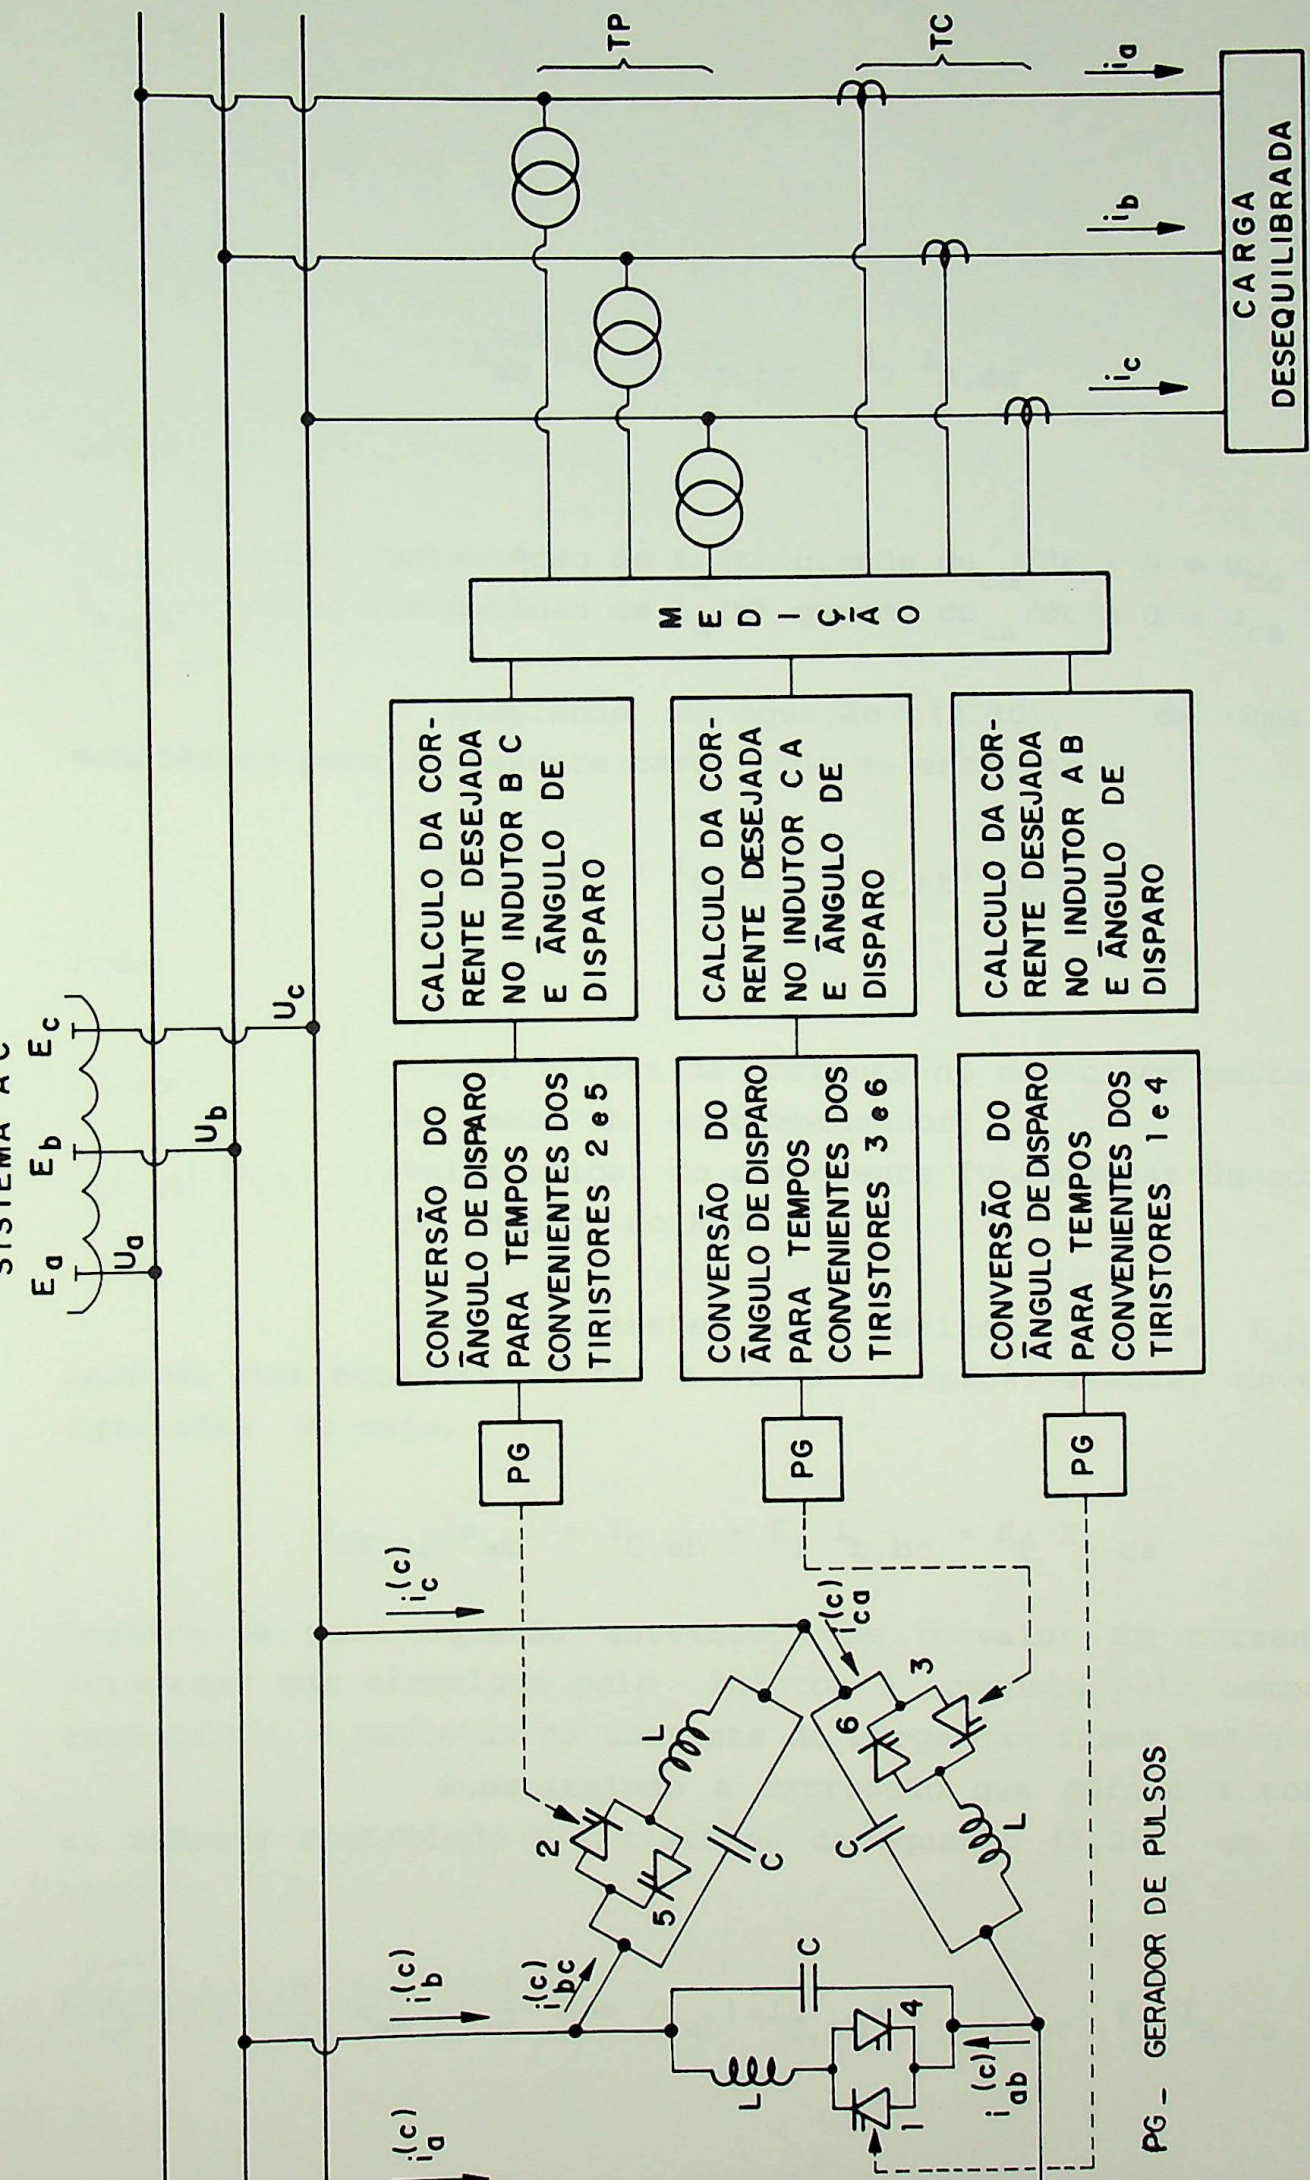 SISTEMA AC
Ea Eb Ec
Ua
Ub
Uc
ia(c)
ib(c)
ic(c)
ibc(c)
ica(c)
iab(c)
2
5
L
C
6
3
C
L
L
C
1
4
PG
PG
PG
CONVERSÃO DO
ÂNGULO DE DISPARO
PARA TEMPOS
CONVENIENTES DOS
TIRISTORES 2 e 5
CONVERSÃO DO
ÂNGULO DE DISPARO
PARA TEMPOS
CONVENIENTES DOS
TIRISTORES 3 e 6
CONVERSÃO DO
ÂNGULO DE DISPARO
PARA TEMPOS
CONVENIENTES DOS
TIRISTORES 1 e 4
CALCULO DA COR-
RENTE DESEJADA
NO INDUTOR B C
E ÂNGULO DE
DISPARO
CALCULO DA COR-
RENTE DESEJADA
NO INDUTOR C A
E ÂNGULO DE
DISPARO
CALCULO DA COR-
RENTE DESEJADA
NO INDUTOR A B
E ÂNGULO DE
DISPARO
MEDIÇÃO
TP
TC
ia
ib
ic
CARGA
DESEQUILIBRADA
PG - GERADOR DE PULSOS